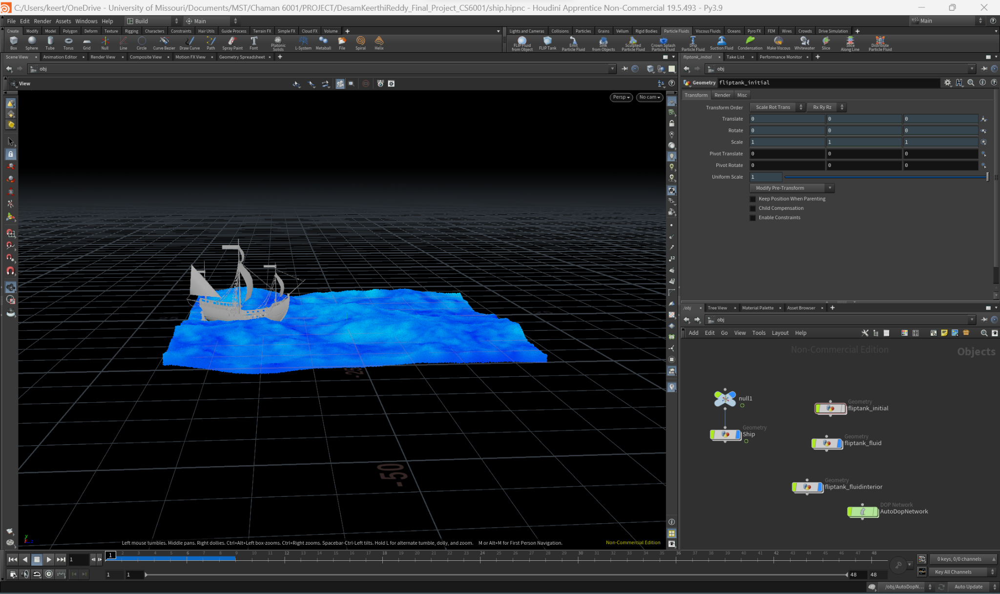 C:/Users/keert/OneDrive - University of Missouri/Documents/MST/Chaman 6001/PROJECT/DesamKeerthiReddy_Final_Project_CS6001/ship.hipnc - Houdini Apprentice Non-Commercial 19.5.493 - Py3.9
File Edit Render Assets Windows Help Build Main Main
Create Modify Model Polygon Deform Texture Rigging Characters Constraints Hair Utils Guide Process Terrain FX Simple FX Cloud FX Volume
Lights and Cameras Collisions Particles Grains Vellum Rigid Bodies Particle Fluids Viscous Fluids Oceans Pyro FX FEM Wires Crowds Drive Simulation
Box Sphere Tube Torus Grid Null Line Circle Curve Bezier Draw Curve Path Spray Paint Font Platonic Solids L-System Metaball File Spiral Helix
FLIP Fluid from Object FLIP Tank Emit Particle Fluid Sink from Objects Sculpted Particle Fluid Crown Splash Particle Fluid Drip Particle Fluid Suction Fluid Condensation Make Viscous Whitewater Slice Slice Along Line Distribute Particle Fluid
Scene View Animation Editor Render View Composite View Motion FX View Geometry Spreadsheet
fliptank_initial Take List Performance Monitor
obj
obj
View
Persp
No cam
Geometry fliptank_initial
Transform Render Misc
Transform Order Scale Rot Trans Rx Ry Rz
Translate 0 0 0
Rotate 0 0 0
Scale 1 1 1
Pivot Translate 0 0 0
Pivot Rotate 0 0 0
Uniform Scale 1
Modify Pre-Transform
Keep Position When Parenting
Child Compensation
Enable Constraints
/obj Tree View Material Palette Asset Browser
obj
Add Edit Go View Tools Layout Help
Non-Commercial Edition
Objects
null1
Geometry
Ship
Geometry
fliptank_initial
Geometry
fliptank_fluid
Geometry
fliptank_fluidinterior
DOP Network
AutoDopNetwork
12
12
-25
-50
y
z
Left mouse tumbles. Middle pans. Right dollies. Ctrl+Alt+Left box-zooms. Ctrl+Right zooms. Spacebar-Ctrl-Left tilts. Hold L for alternate tumble, dolly, and zoom. M or Alt+M for First Person Navigation.
Non-Commercial Edition
1
1 2 3 4 5 6 7 8 9 10 11 12 13 14 15 16 17 18 19 20 21 22 23 24 25 26 27 28 29 30 31 32 33 34 35 36 37 38 39 40 41 42 43 44 45 46 47 48
0 keys, 0/0 channels
1 1 48 48
Key All Channels
/obj/AutoDopN... Auto Update